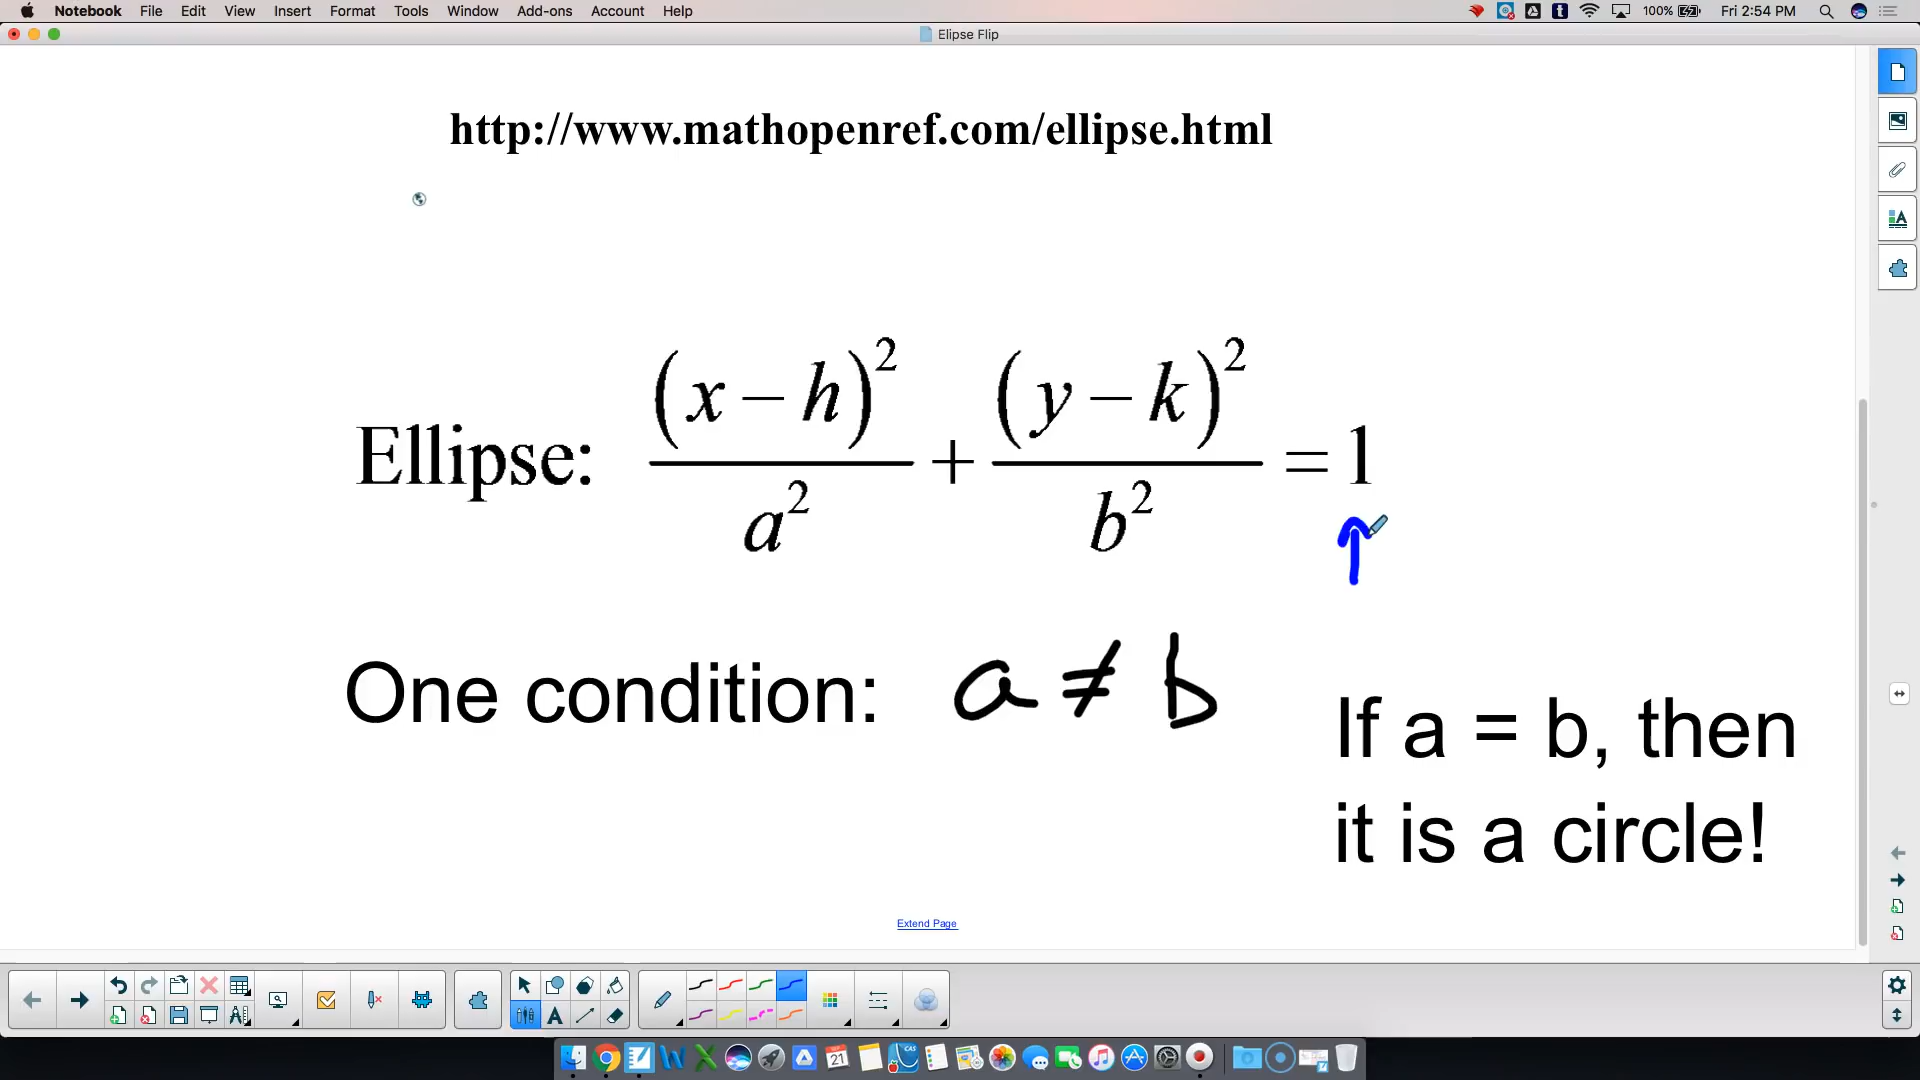 Notebook File Edit View Insert Format Tools Window Add-ons Account Help 100% Fri 2:54 PM
Elipse Flip
http://www.mathopenref.com/ellipse.html
Ellipse: (x − h)² / a² + (y − k)² / b² = 1
One condition: a ≠ b
If a = b, then
it is a circle!
Extend Page